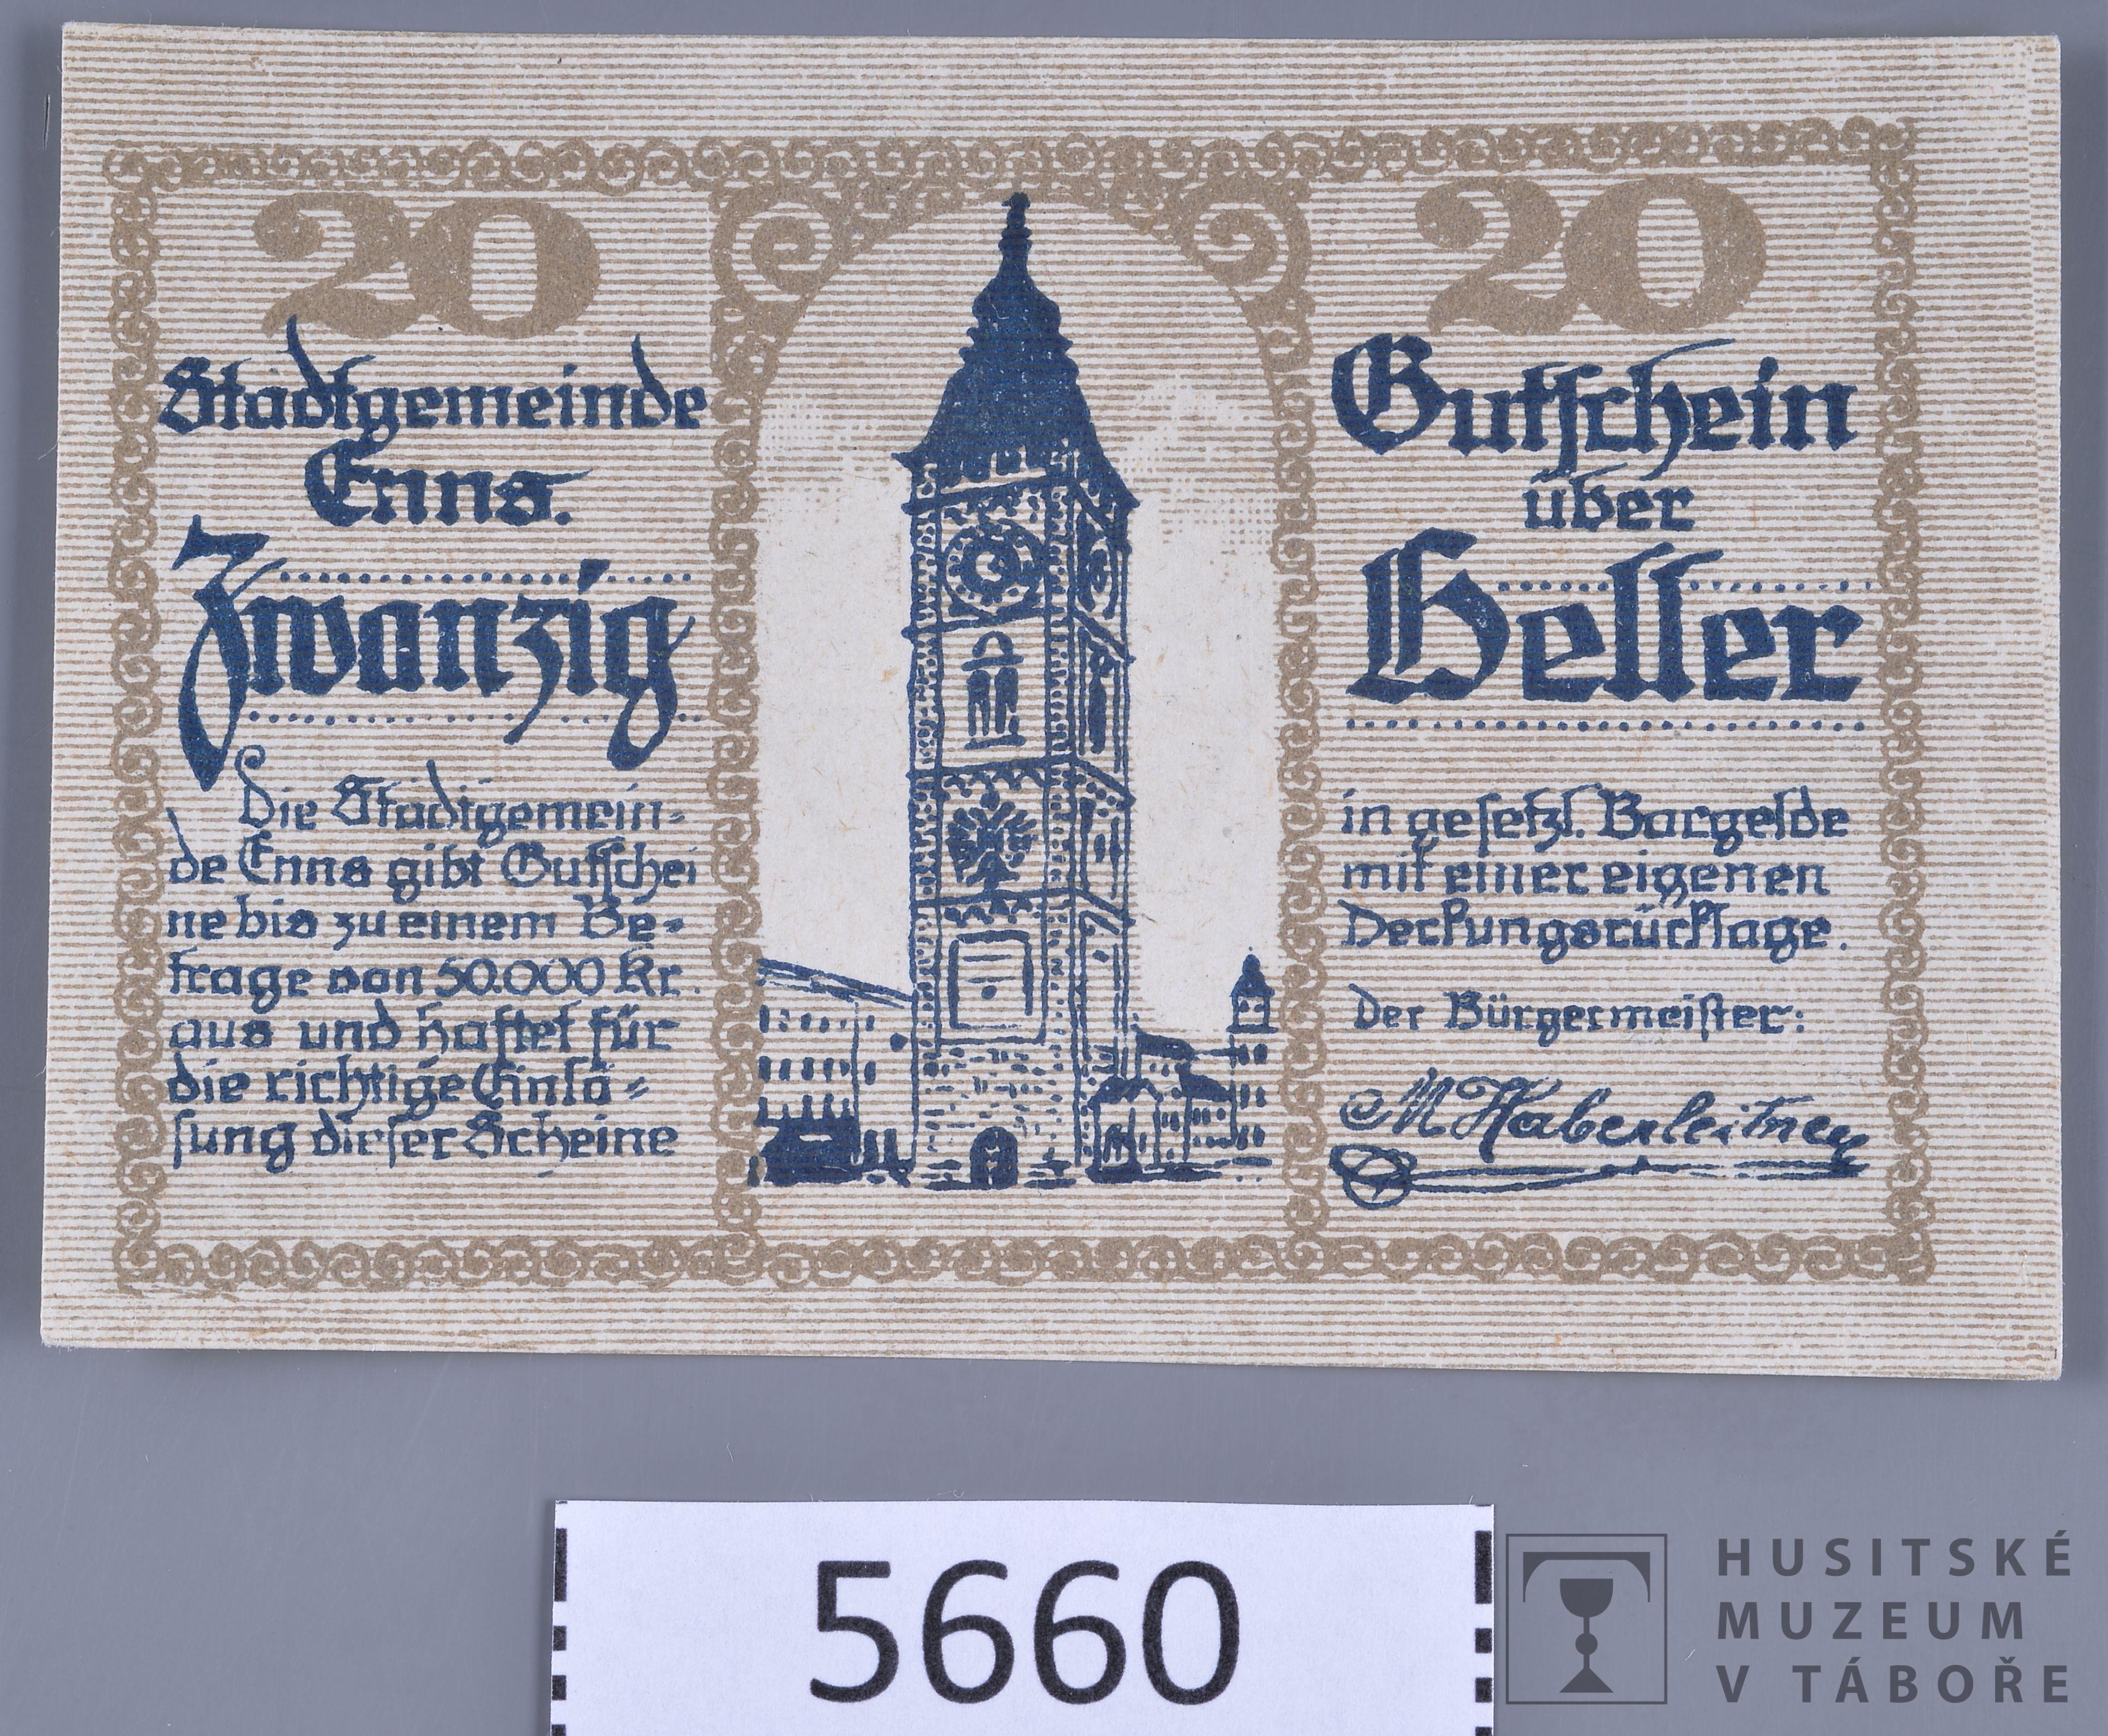 20
Stadtgemeinde
Enns.
Zwanzig
Die Stadtgemein-
de Enns gibt Gutschei
ne bis zu einem Be-
trage von 50.000 Kr.
aus und haftet für
die richtige Einlö-
sung dieser Scheine
20
Gutschein
über
Heller
in gesetzl. Bargelde
mit einer eigenen
Deckungsrücklage.
Der Bürgermeister:
M Haberleitner
5660
HUSITSKÉ
MUZEUM
V TÁBOŘE